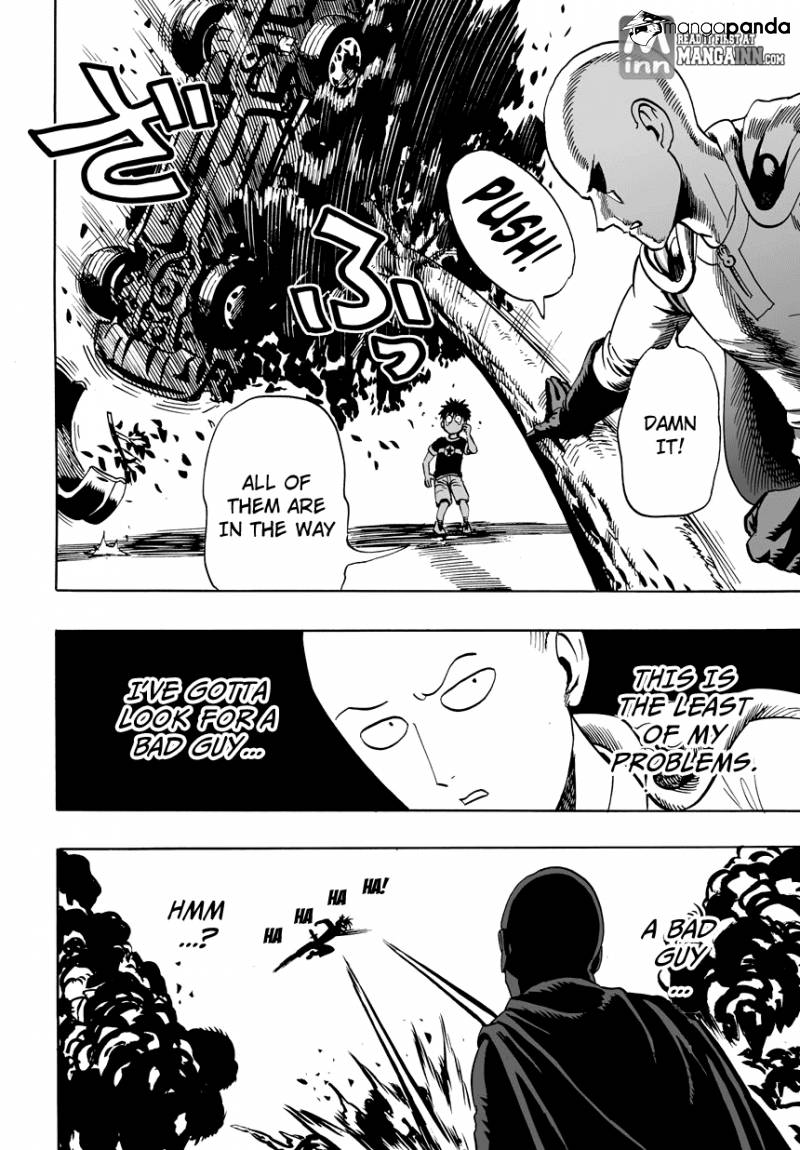 mangapanda
READ IT FIRST AT
M
inn
MANGAINN.COM
PUSH!
ざ
ふっ
DAMN
IT!
ALL OF
THEM ARE
IN THE WAY
THIS IS
THE LEAST
OF MY
PROBLEMS.
I'VE GOTTA
LOOK FOR A
BAD GUY...
A BAD
GUY
...
HA HA HA HA!
HMM
...?